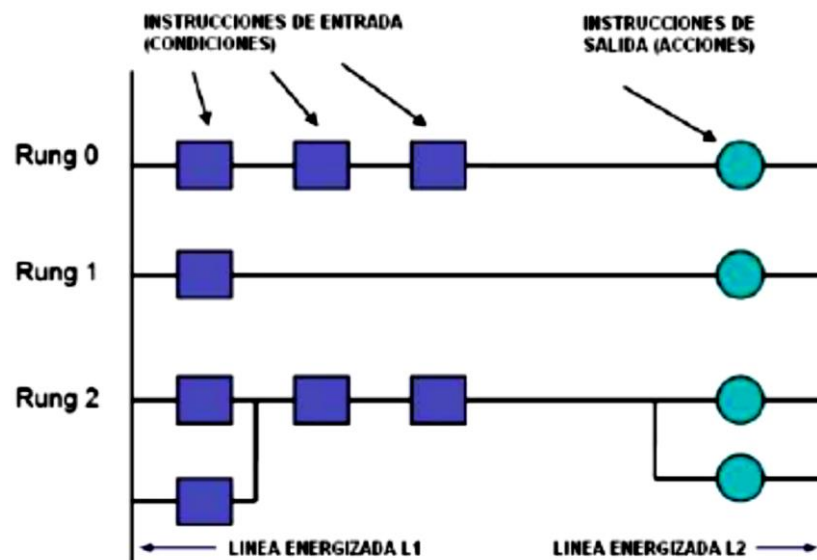 INSTRUCCIONES DE ENTRADA
(CONDICIONES)
INSTRUCCIONES DE
SALIDA (ACCIONES)
Rung 0
Rung 1
Rung 2
LINEA ENERGIZADA L1
LINEA ENERGIZADA L2